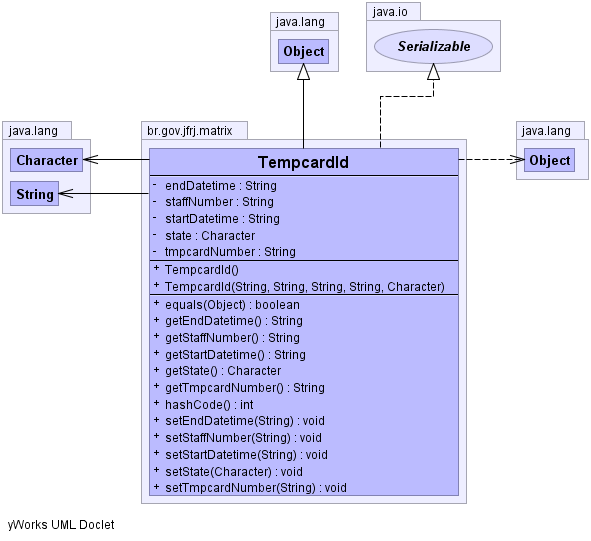 java.lang
Object
java.io
Serializable
java.lang
Character
String
br.gov.jfrj.matrix
java.lang
Object
TempcardId
- endDatetime : String
- staffNumber : String
- startDatetime : String
- state : Character
- tmpcardNumber : String
+ TempcardId()
+ TempcardId(String, String, String, String, Character)
+ equals(Object) : boolean
+ getEndDatetime() : String
+ getStaffNumber() : String
+ getStartDatetime() : String
+ getState() : Character
+ getTmpcardNumber() : String
+ hashCode() : int
+ setEndDatetime(String) : void
+ setStaffNumber(String) : void
+ setStartDatetime(String) : void
+ setState(Character) : void
+ setTmpcardNumber(String) : void
yWorks UML Doclet